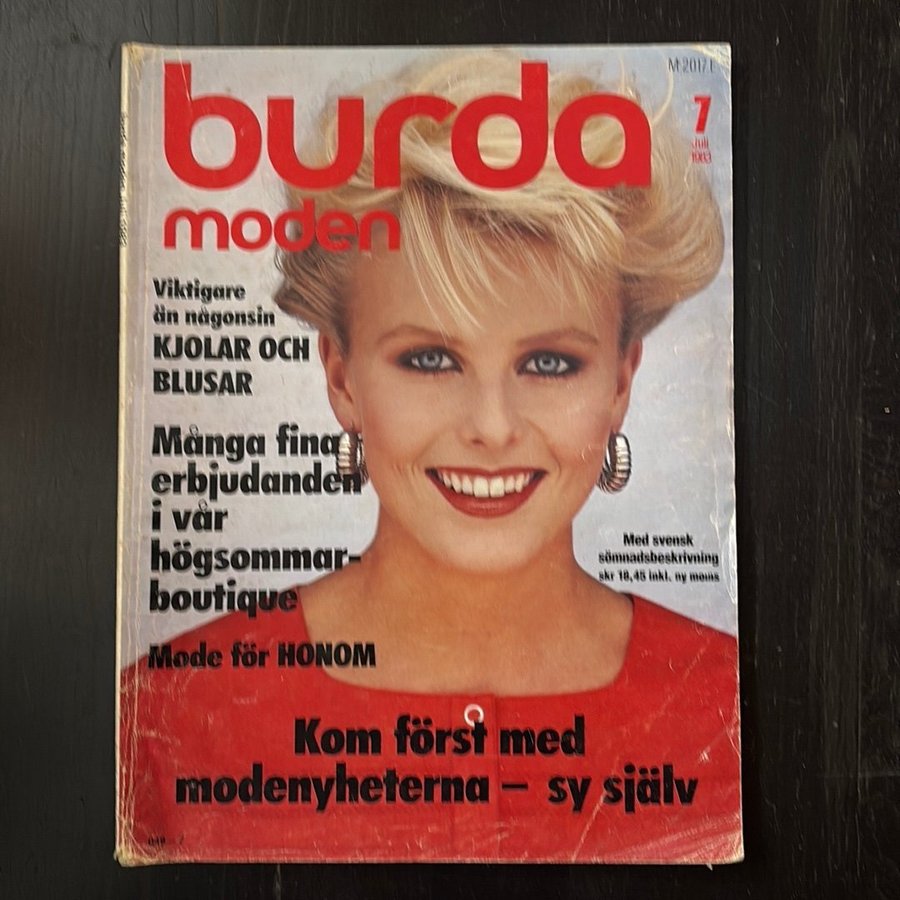 burda
moden
M 2017 E
7
Juli
1983
Viktigare
än någonsin
KJOLAR OCH
BLUSAR
Många fina
erbjudanden
i vår
högsommar-
boutique
Mode för HONOM
Med svensk
sömnadsbeskrivning
skr 18,45 inkl. ny moms
Kom först med
modenyheterna – sy själv